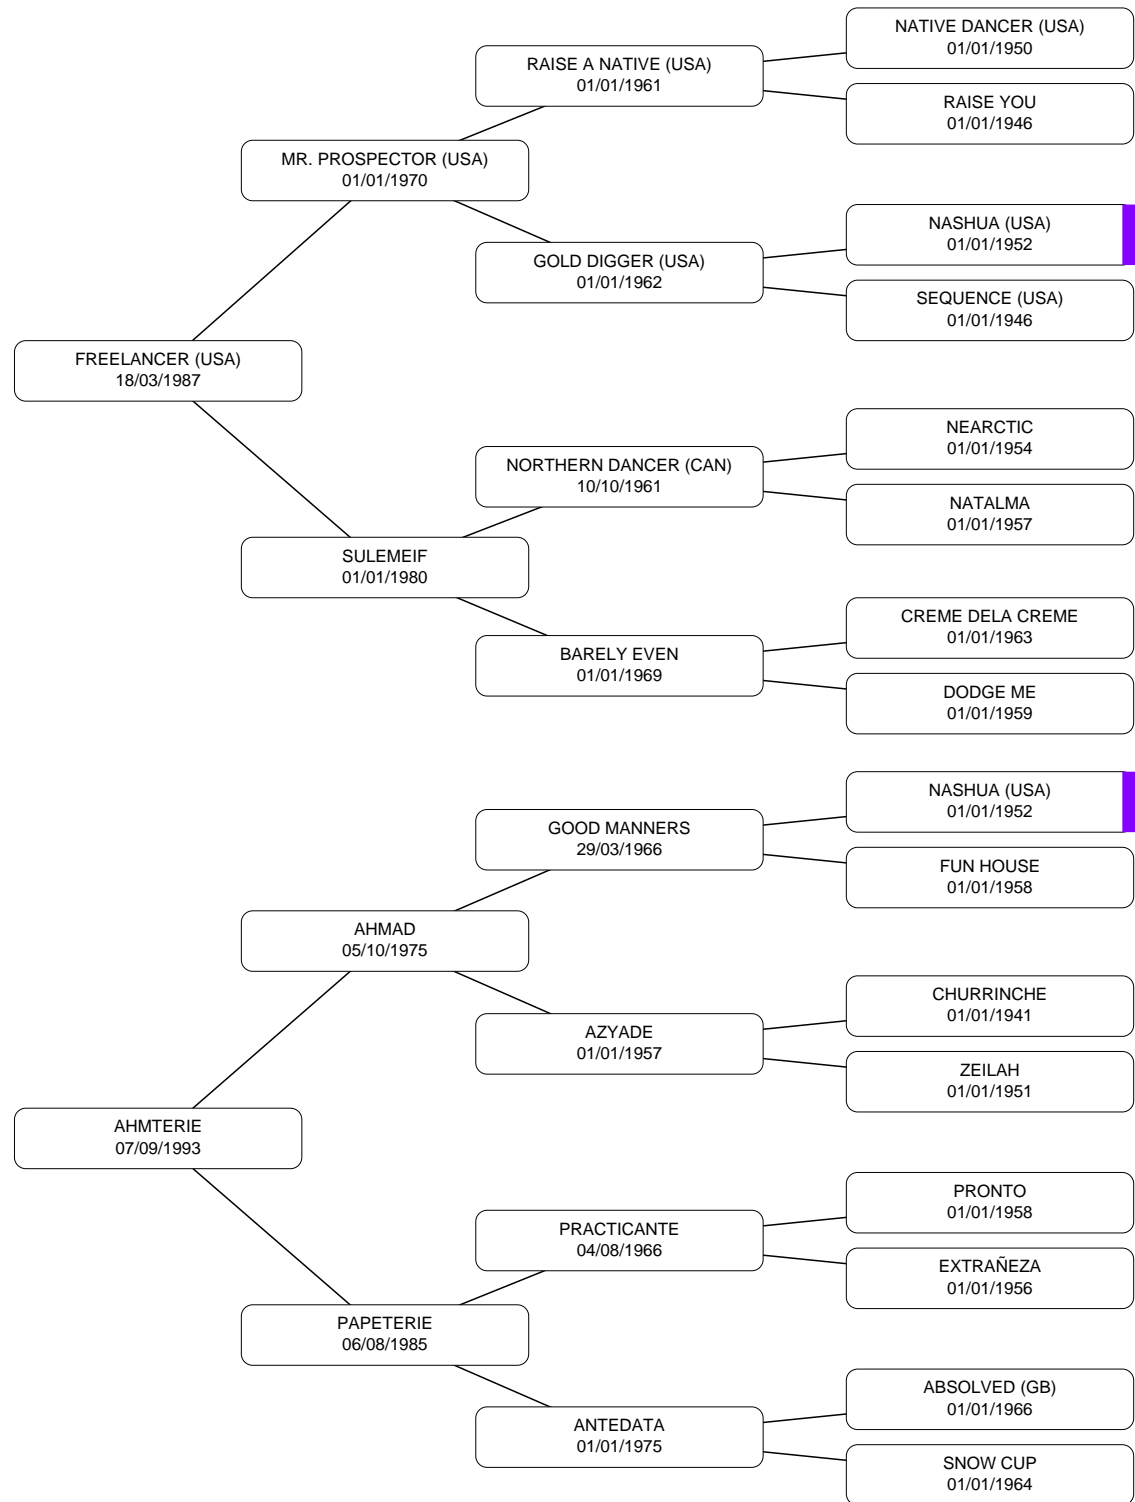 NATIVE DANCER (USA)
01/01/1950
RAISE A NATIVE (USA)
01/01/1961
RAISE YOU
01/01/1946
MR. PROSPECTOR (USA)
01/01/1970
NASHUA (USA)
01/01/1952
GOLD DIGGER (USA)
01/01/1962
SEQUENCE (USA)
01/01/1946
FREELANCER (USA)
18/03/1987
NEARCTIC
01/01/1954
NORTHERN DANCER (CAN)
10/10/1961
NATALMA
01/01/1957
SULEMEIF
01/01/1980
CREME DELA CREME
01/01/1963
BARELY EVEN
01/01/1969
DODGE ME
01/01/1959
NASHUA (USA)
01/01/1952
GOOD MANNERS
29/03/1966
FUN HOUSE
01/01/1958
AHMAD
05/10/1975
CHURRINCHE
01/01/1941
AZYADE
01/01/1957
ZEILAH
01/01/1951
AHMTERIE
07/09/1993
PRONTO
01/01/1958
PRACTICANTE
04/08/1966
EXTRAÑEZA
01/01/1956
PAPETERIE
06/08/1985
ABSOLVED (GB)
01/01/1966
ANTEDATA
01/01/1975
SNOW CUP
01/01/1964